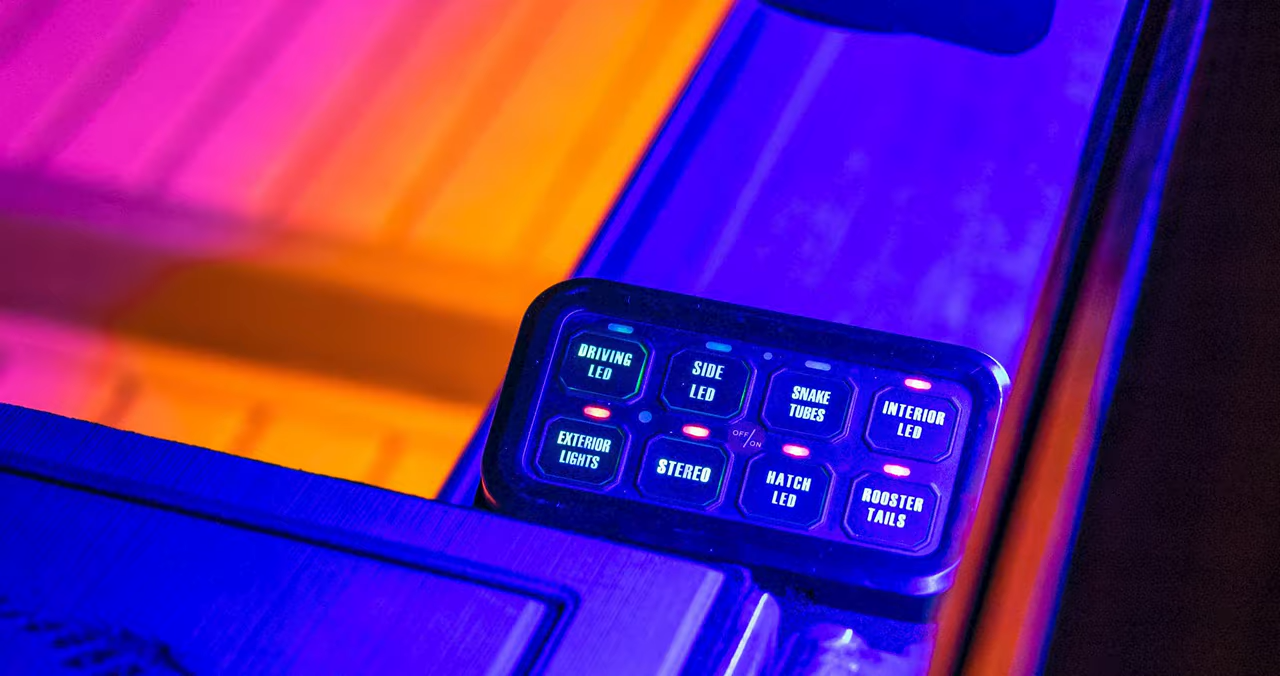 DRIVING
LED
SIDE
LED
SNAKE
TUBES
INTERIOR
LED
OFF/ON
EXTERIOR
LIGHTS
STEREO
HATCH
LED
ROOSTER
TAILS